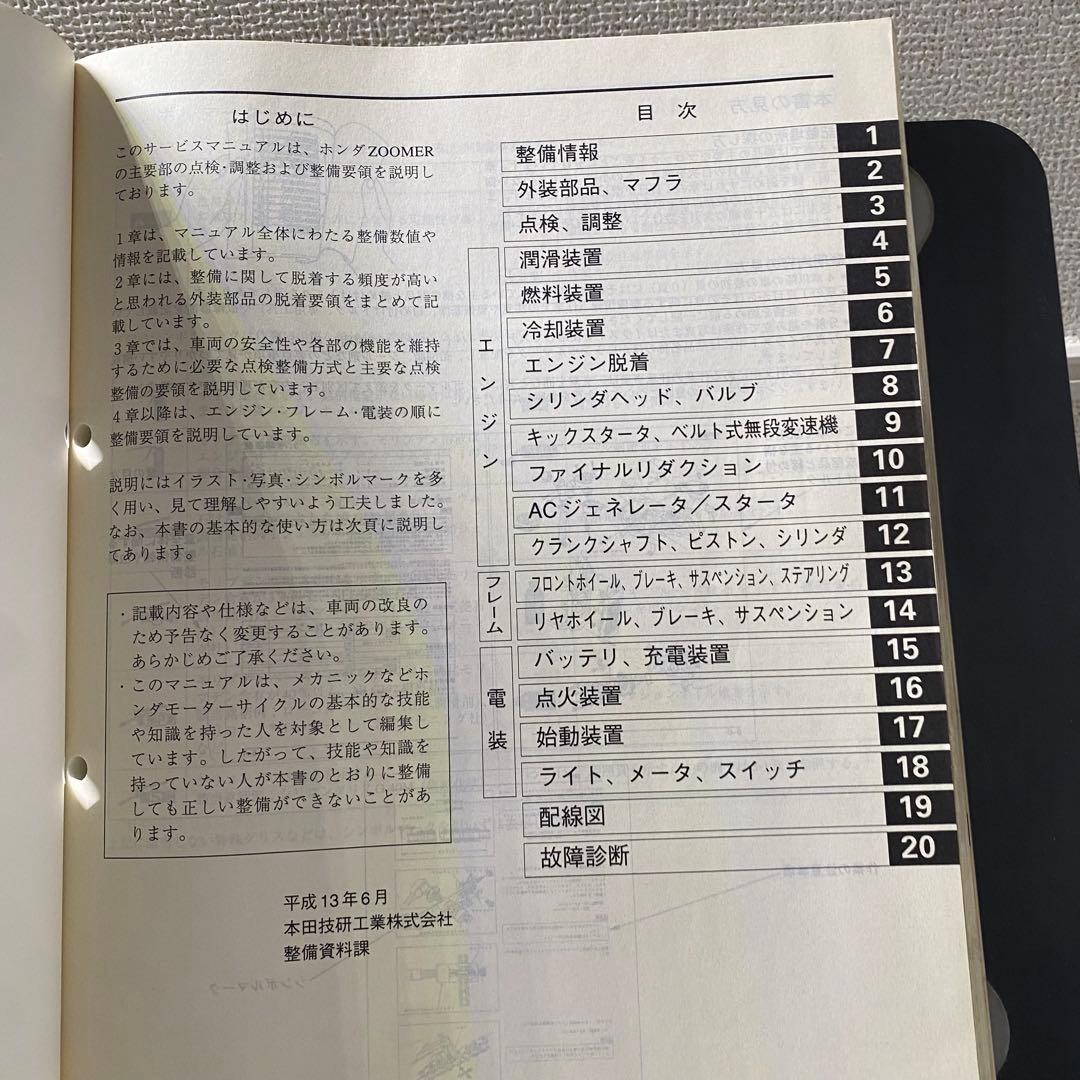 はじめに
このサービスマニュアルは、ホンダZOOMER
の主要部の点検・調整および整備要領を説明し
ております。
1章は、マニュアル全体にわたる整備数値や
情報を記載しています。
2章には、整備に関して脱着する頻度が高い
と思われる外装部品の脱着要領をまとめて記
載しています。
3章では、車両の安全性や各部の機能を維持
するために必要な点検整備方式と主要な点検
整備の要領を説明しています。
4章以降は、エンジン・フレーム・電装の順に
整備要領を説明しています。
説明にはイラスト・写真・シンボルマークを多
く用い、見て理解しやすいよう工夫しました。
なお、本書の基本的な使い方は次頁に説明し
てあります。
・記載内容や仕様などは、車両の改良の
ため予告なく変更することがあります。
あらかじめご了承ください。
・このマニュアルは、メカニックなどホ
ンダモーターサイクルの基本的な技能
や知識を持った人を対象として編集し
ています。したがって、技能や知識を
持っていない人が本書のとおりに整備
しても正しい整備ができないことがあ
ります。
平成13年6月
本田技研工業株式会社
整備資料課
目 次
整備情報 1
外装部品、マフラ 2
点検、調整 3
エンジン
潤滑装置 4
燃料装置 5
冷却装置 6
エンジン脱着 7
シリンダヘッド、バルブ 8
キックスタータ、ベルト式無段変速機 9
ファイナルリダクション 10
ACジェネレータ／スタータ 11
クランクシャフト、ピストン、シリンダ 12
フレーム
フロントホイール、ブレーキ、サスペンション、ステアリング 13
リヤホイール、ブレーキ、サスペンション 14
電装
バッテリ、充電装置 15
点火装置 16
始動装置 17
ライト、メータ、スイッチ 18
配線図 19
故障診断 20